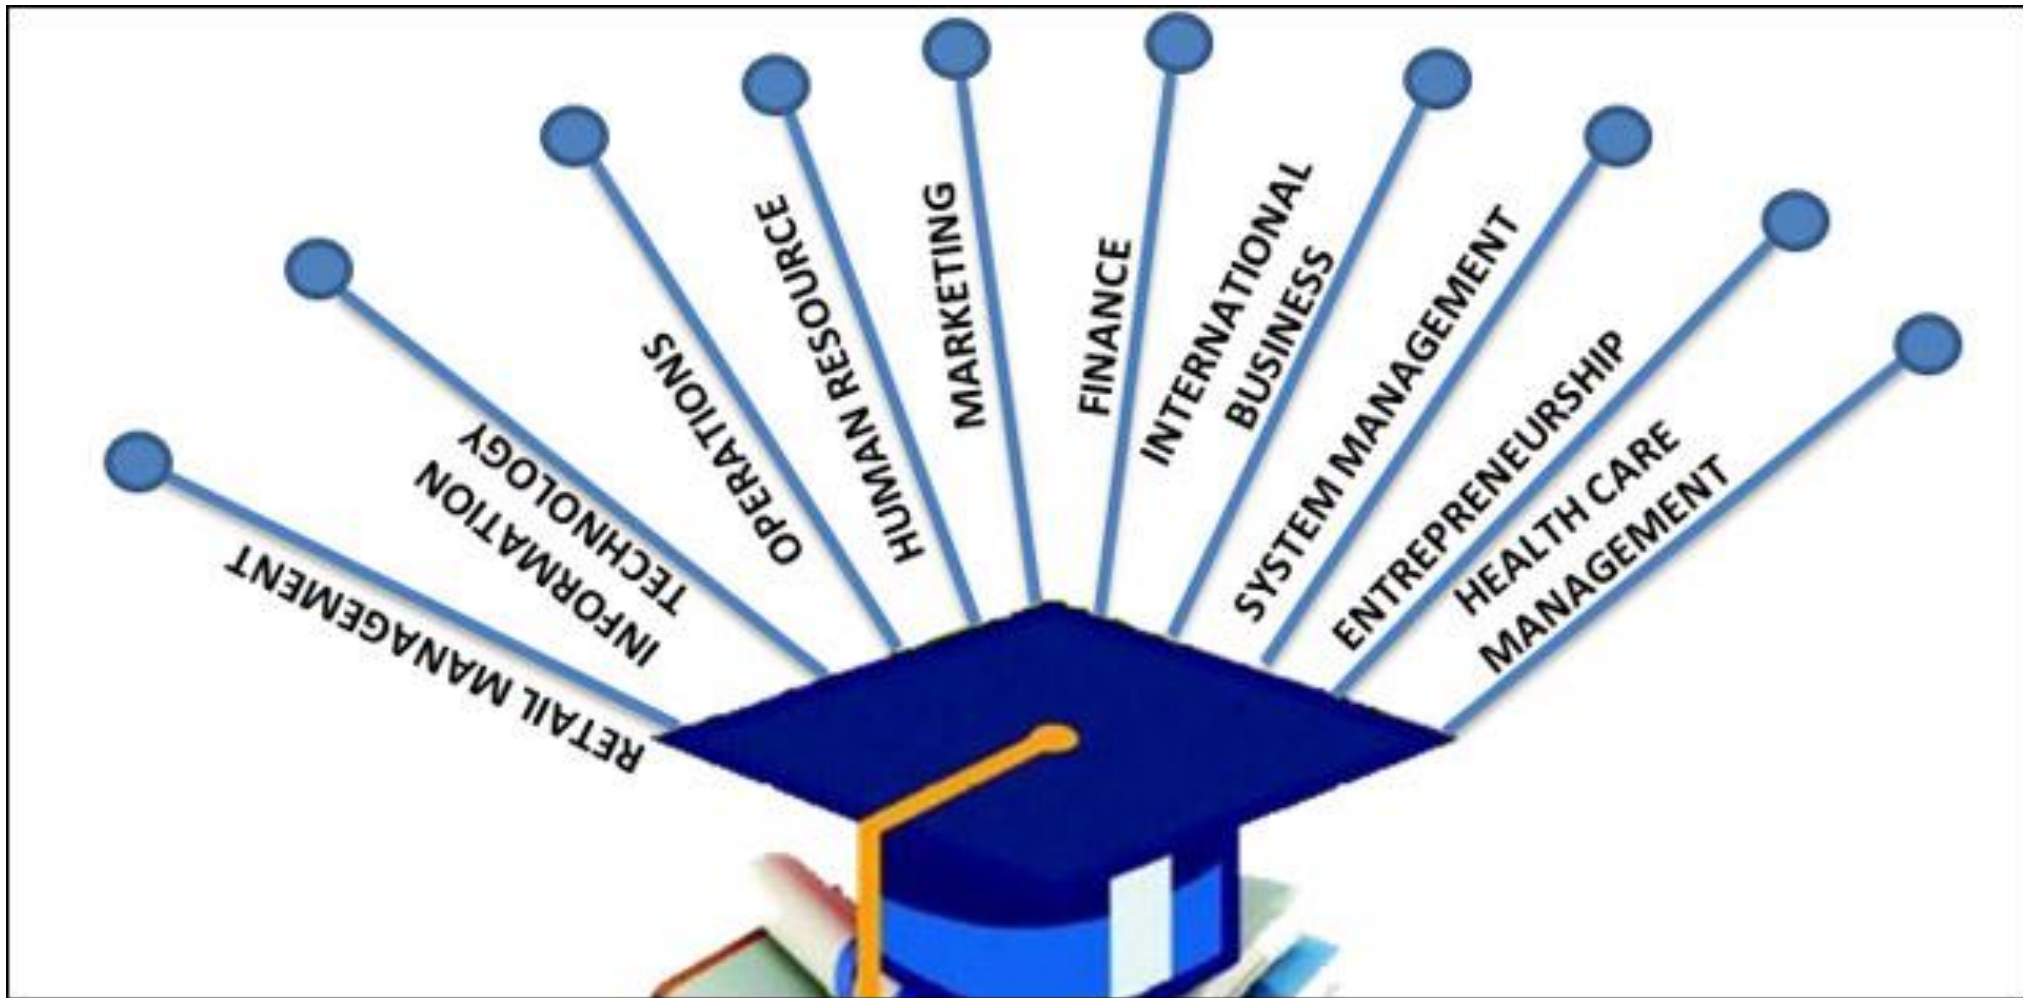 RETAIL MANAGEMENT
INFORMATION
TECHNOLOGY
OPERATIONS
HUMAN RESOURCE
MARKETING
FINANCE
INTERNATIONAL
BUSINESS
SYSTEM MANAGEMENT
ENTREPRENEURSHIP
HEALTH CARE
MANAGEMENT